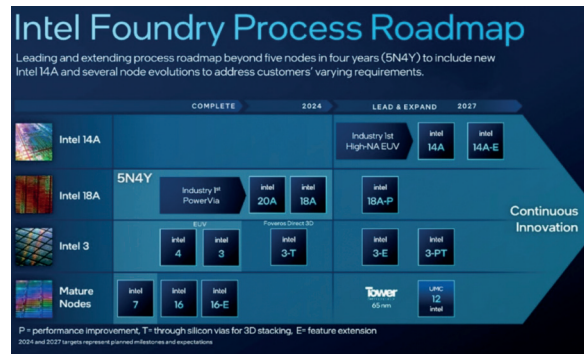 Intel Foundry Process Roadmap
Leading and extending process roadmap beyond five nodes in four years (5N4Y) to include new
Intel 14A and several node evolutions to address customers' varying requirements.
COMPLETE 2024 LEAD & EXPAND 2027
Intel 14A
Industry 1st
High-NA EUV
intel
14A
intel
14A-E
5N4Y
Intel 18A
Industry 1st
PowerVia
intel
20A
intel
18A
intel
18A-P
Continuous
Innovation
Intel 3
EUV
intel
4
intel
3
Foveros Direct 3D
intel
3-T
intel
3-E
intel
3-PT
Mature
Nodes
intel
7
intel
16
intel
16-E
Tower
65nm
UMC
12
intel
P = performance improvement, T= through silicon vias for 3D stacking, E= feature extension
2024 and 2027 targets represent planned milestones and expectations